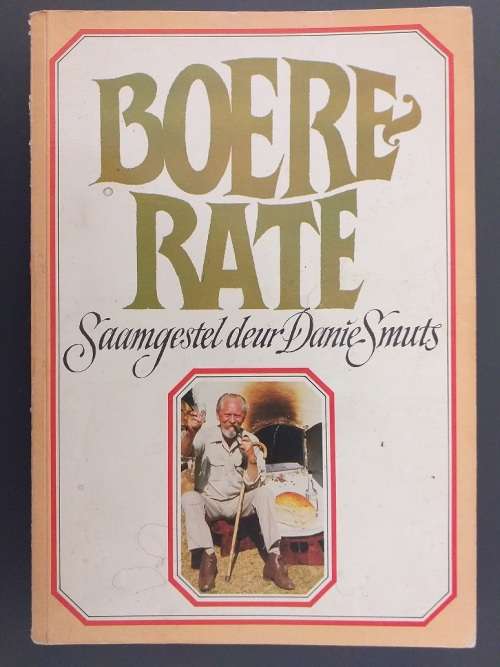 BOERE-
RATE
Saamgestel deur Danie Smuts